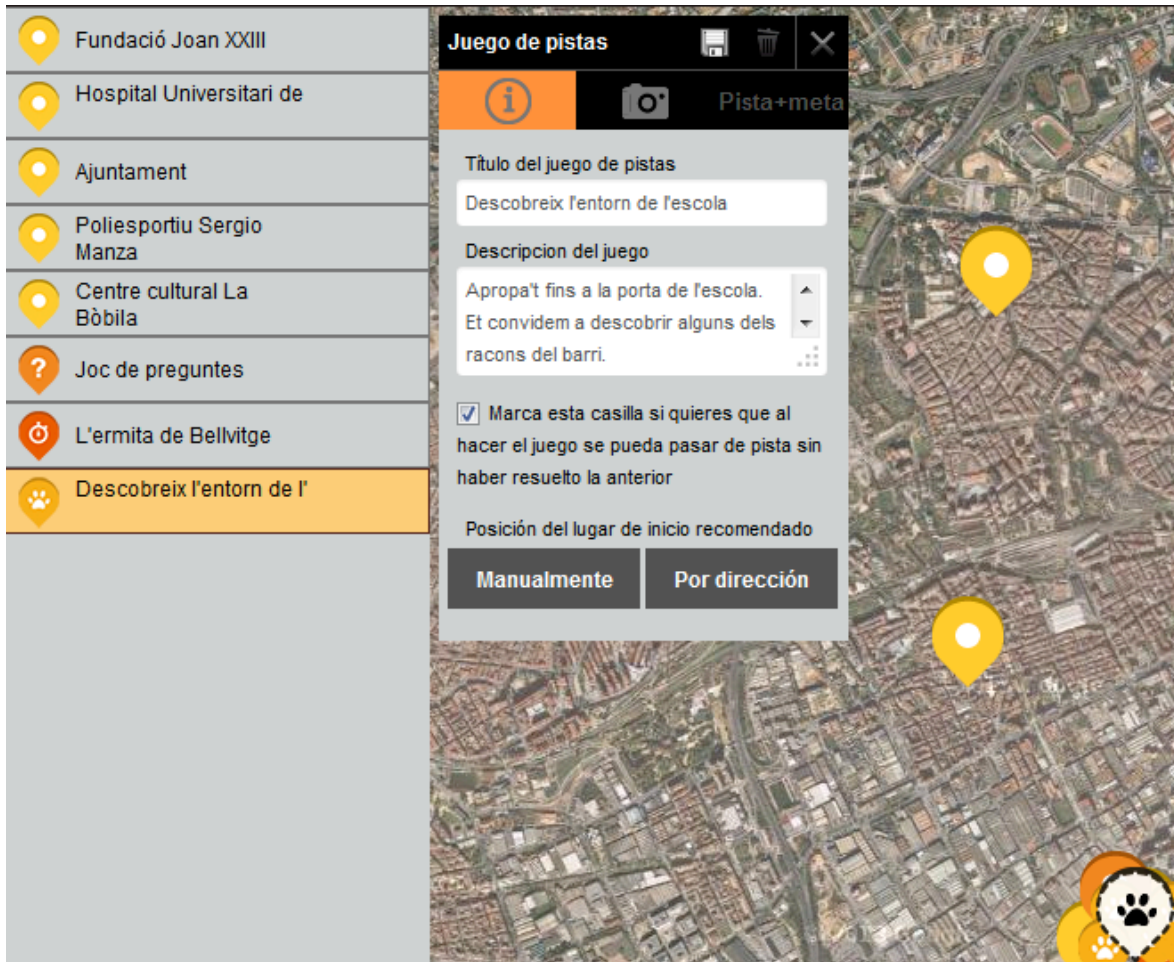 Fundació Joan XXIII
Hospital Universitari de
Ajuntament
Poliesportiu Sergio
Manza
Centre cultural La
Bòbila
?
Joc de preguntes
L'ermita de Bellvitge
Descobreix l'entorn de l'
Juego de pistas
i
Pista+meta
Título del juego de pistas
Descobreix l'entorn de l'escola
Descripcion del juego
Apropa't fins a la porta de l'escola.
Et convidem a descobrir alguns dels
racons del barri.
Marca esta casilla si quieres que al
hacer el juego se pueda pasar de pista sin
haber resuelto la anterior
Posición del lugar de inicio recomendado
Manualmente
Por dirección